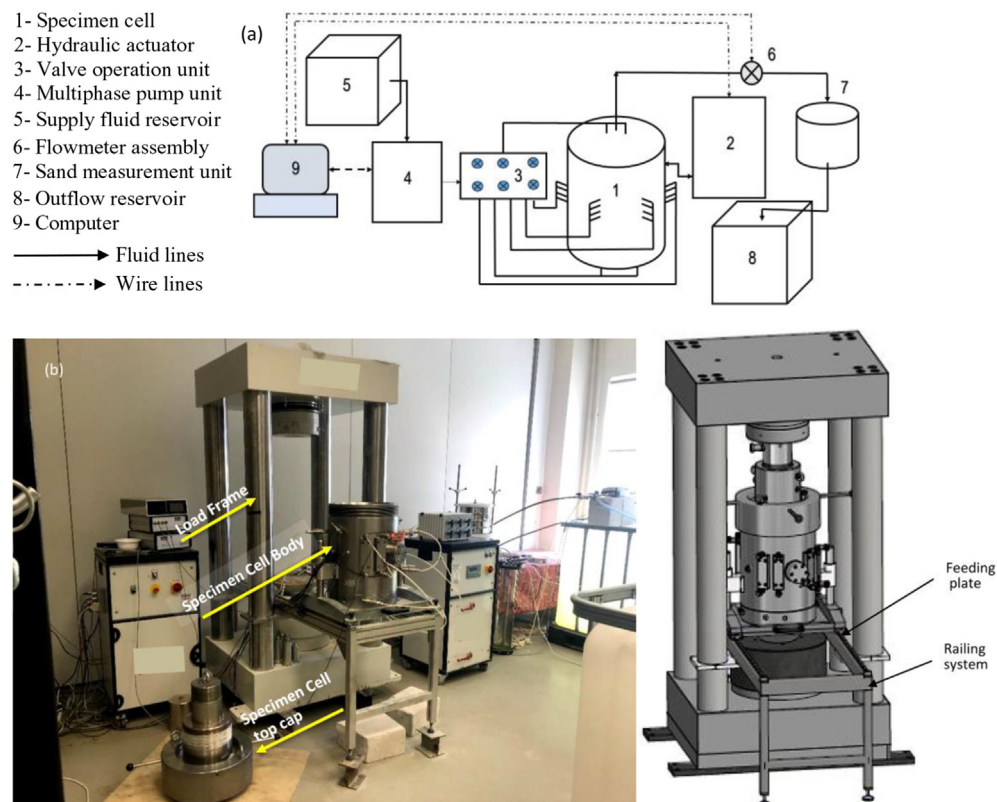 1- Specimen cell
2- Hydraulic actuator
3- Valve operation unit
4- Multiphase pump unit
5- Supply fluid reservoir
6- Flowmeter assembly
7- Sand measurement unit
8- Outflow reservoir
9- Computer
Fluid lines
Wire lines
(a)
5
6
7
9
4
3
1
2
8
(b)
Load Frame
Specimen Cell Body
Specimen Cell
top cap
Feeding
plate
Railing
system